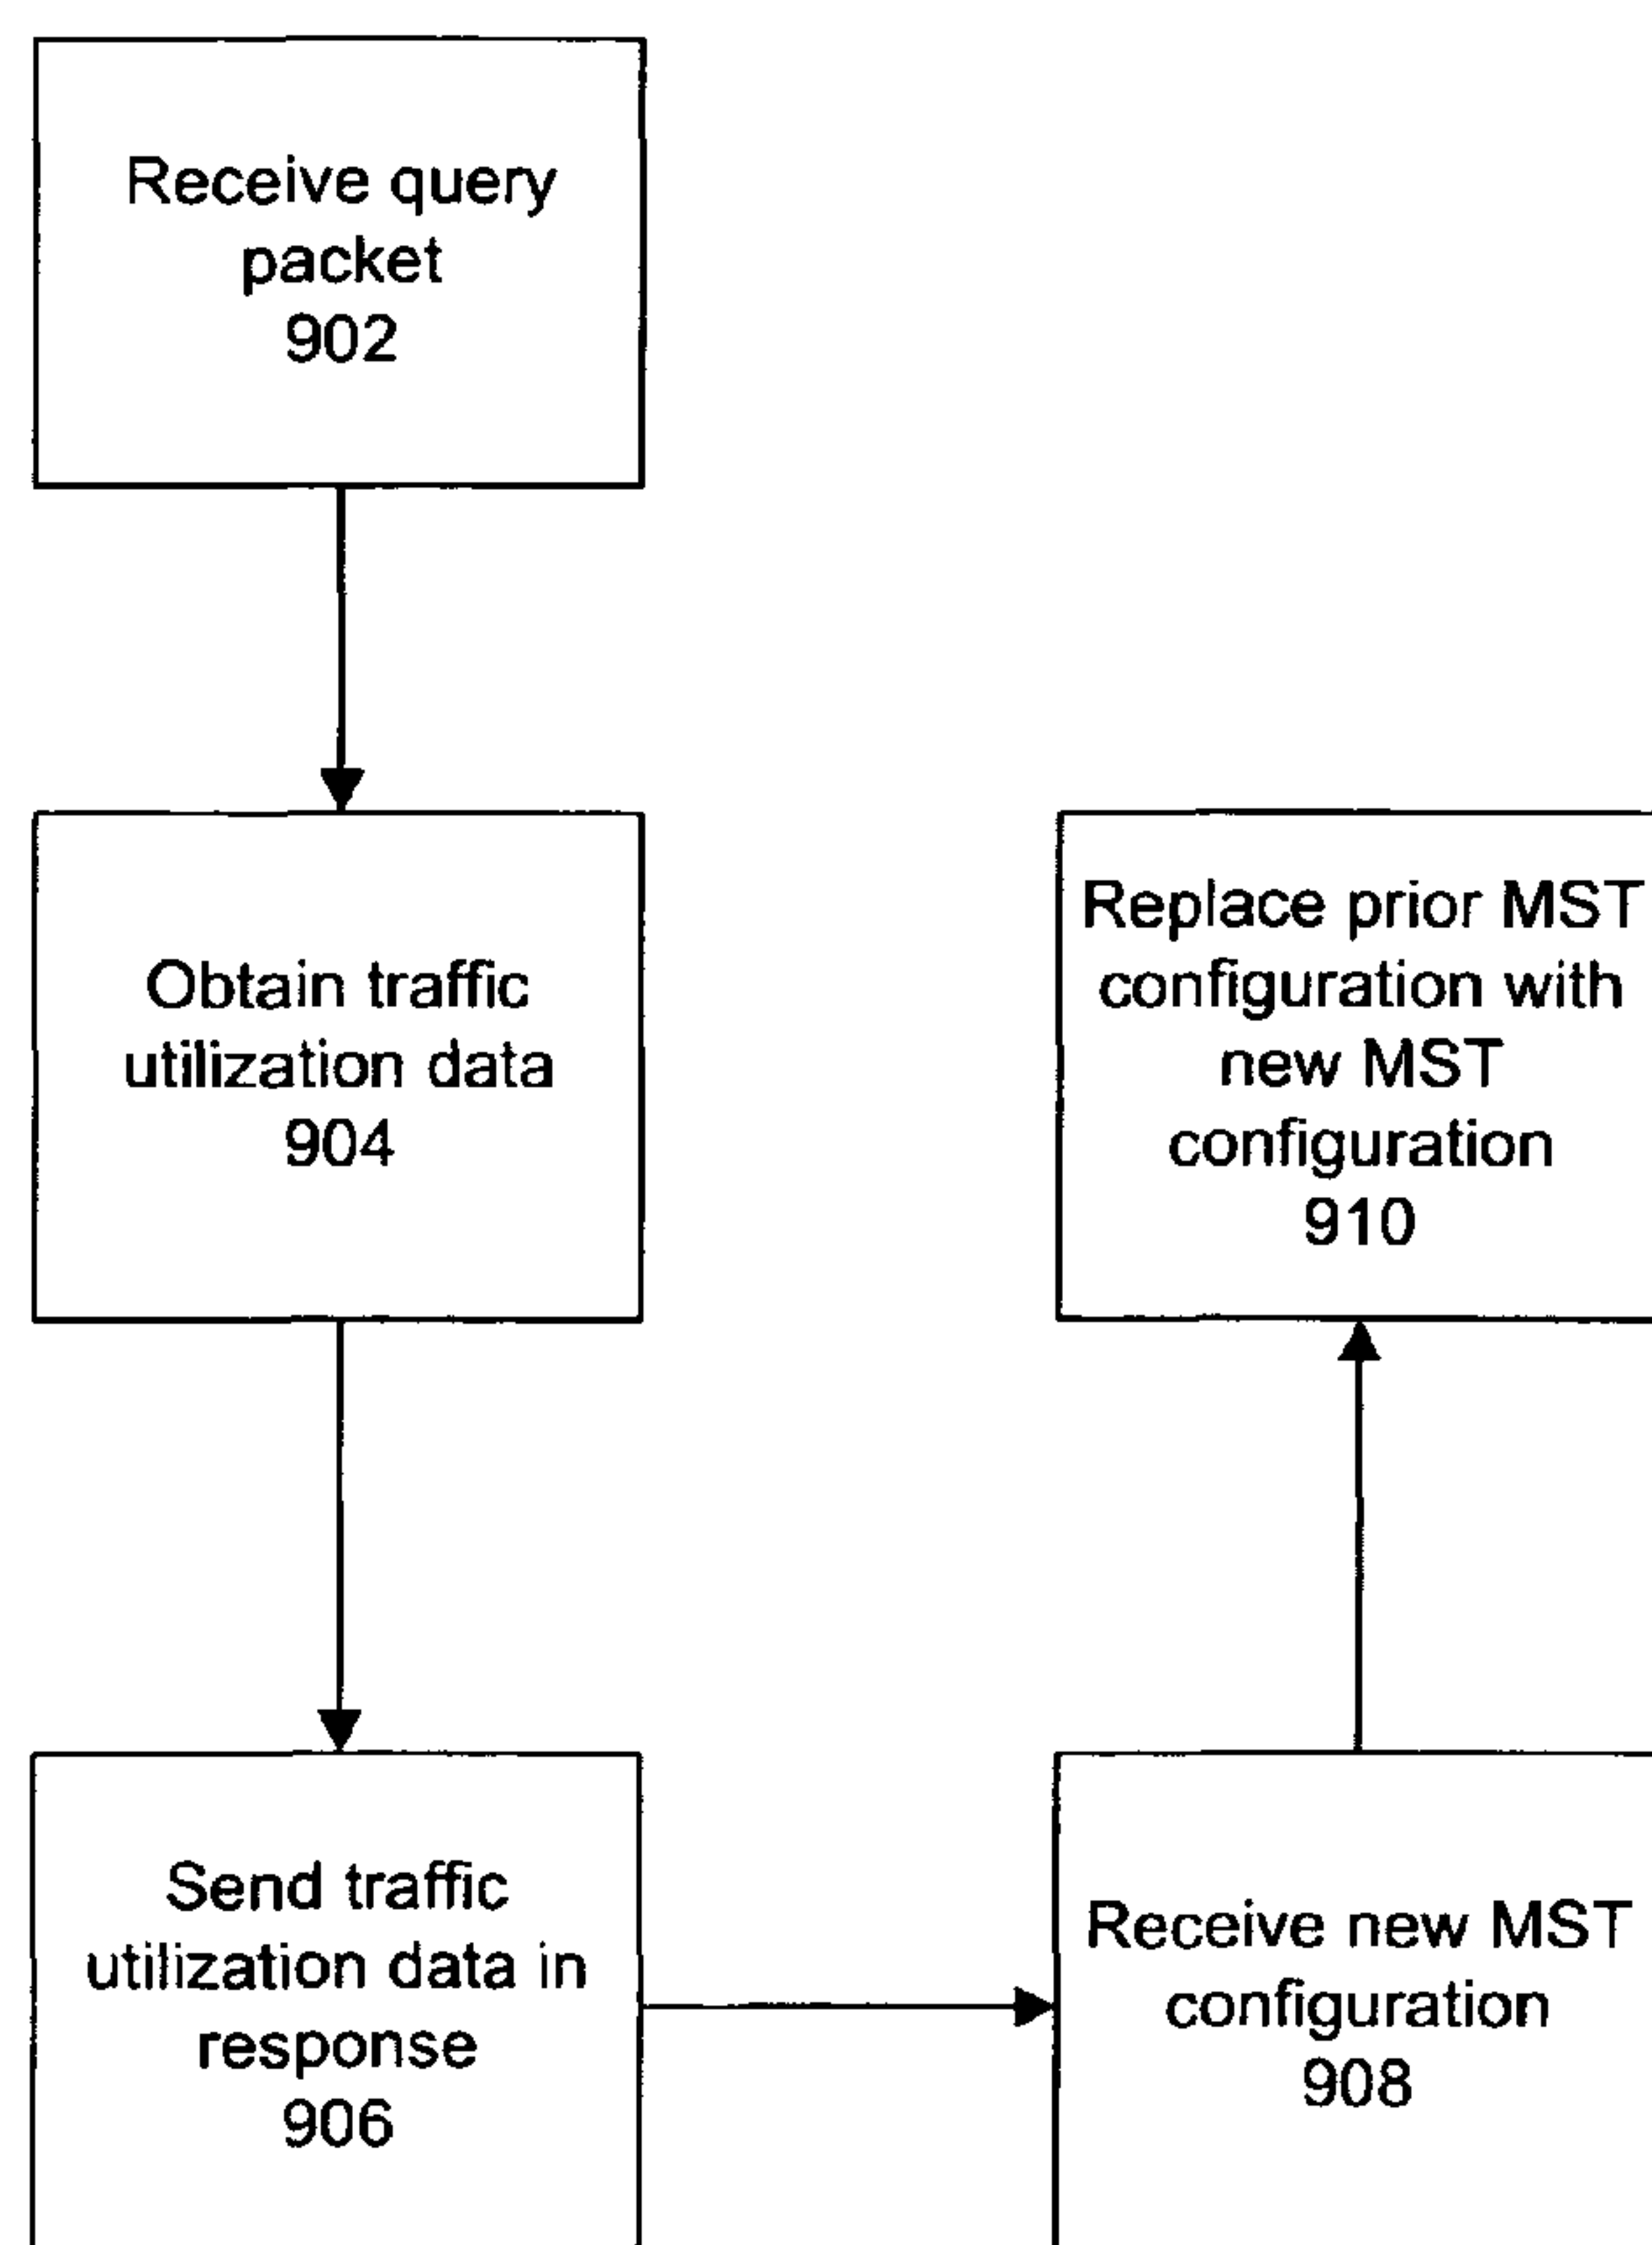 Receive query
packet
902
Obtain traffic
utilization data
904
Send traffic
utilization data in
response
906
Receive new MST
configuration
908
Replace prior MST
configuration with
new MST
configuration
910